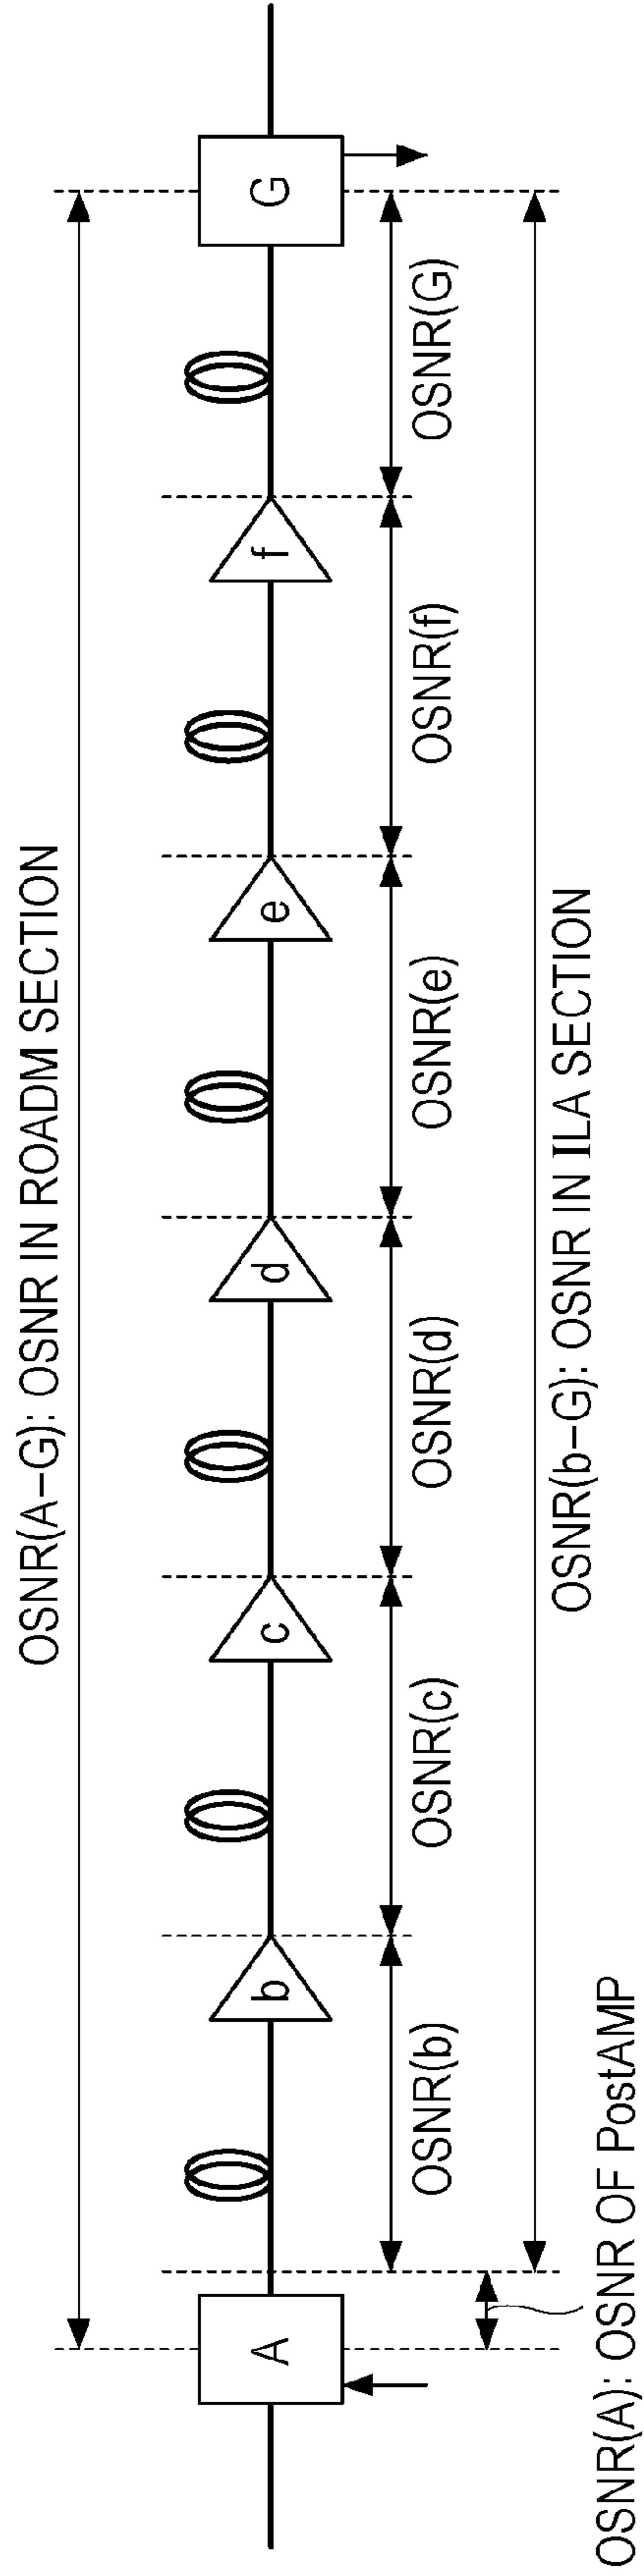 OSNR(A−G): OSNR IN ROADM SECTION
A
b
c
d
e
f
G
OSNR(b)
OSNR(c)
OSNR(d)
OSNR(e)
OSNR(f)
OSNR(G)
OSNR(b−G): OSNR IN ILA SECTION
OSNR(A): OSNR OF PostAMP